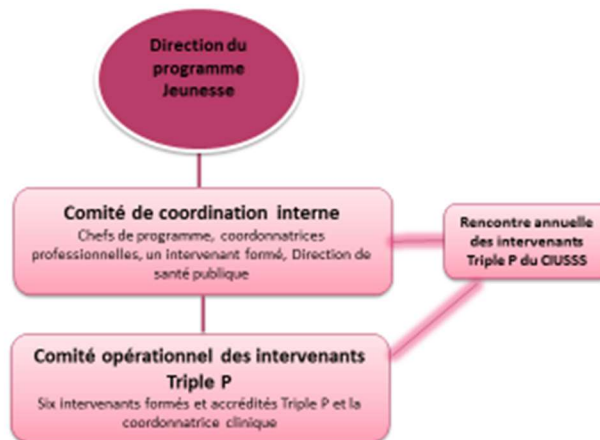 Direction du
programme
Jeunesse
Comité de coordination interne
Chefs de programme, coordonnatrices
professionnelles, un intervenant formé, Direction de
santé publique
Rencontre annuelle
des intervenants
Triple P du CIUSSS
Comité opérationnel des intervenants
Triple P
Six intervenants formés et accrédités Triple P et la
coordonnatrice clinique